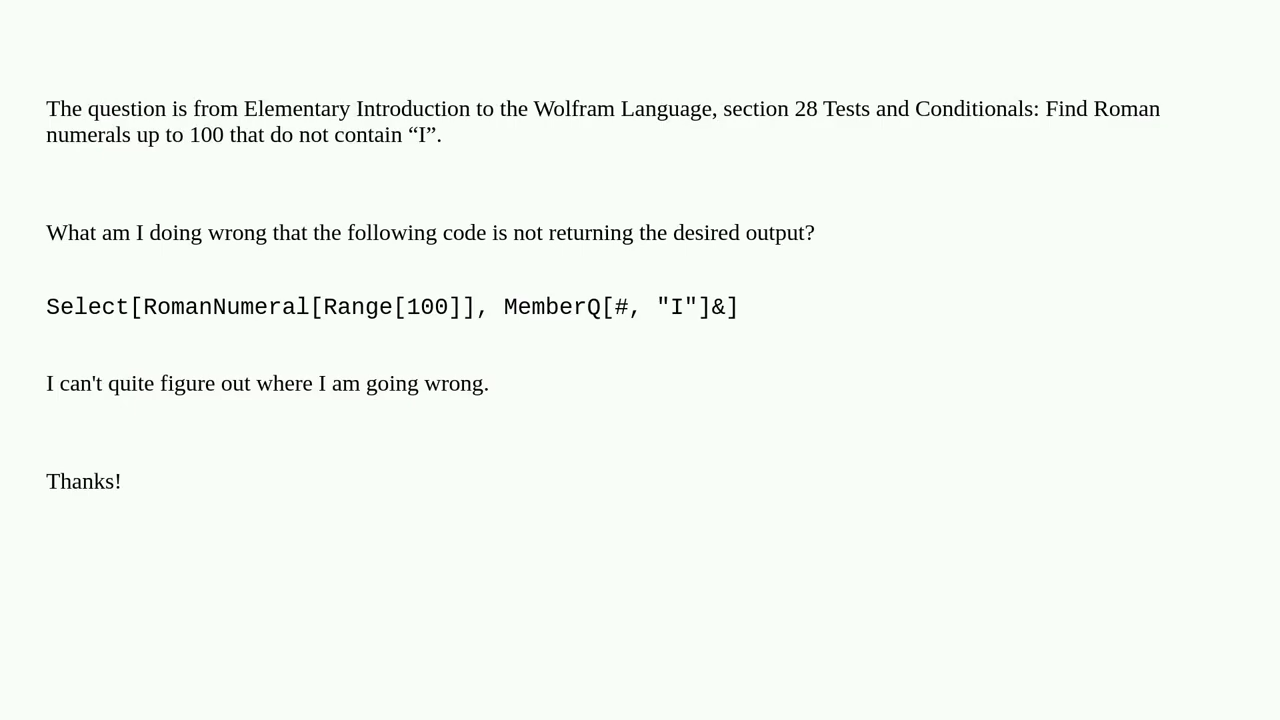 The question is from Elementary Introduction to the Wolfram Language, section 28 Tests and Conditionals: Find Roman
numerals up to 100 that do not contain “I”.
What am I doing wrong that the following code is not returning the desired output?
Select[RomanNumeral[Range[100]], MemberQ[#, "I"]&]
I can't quite figure out where I am going wrong.
Thanks!